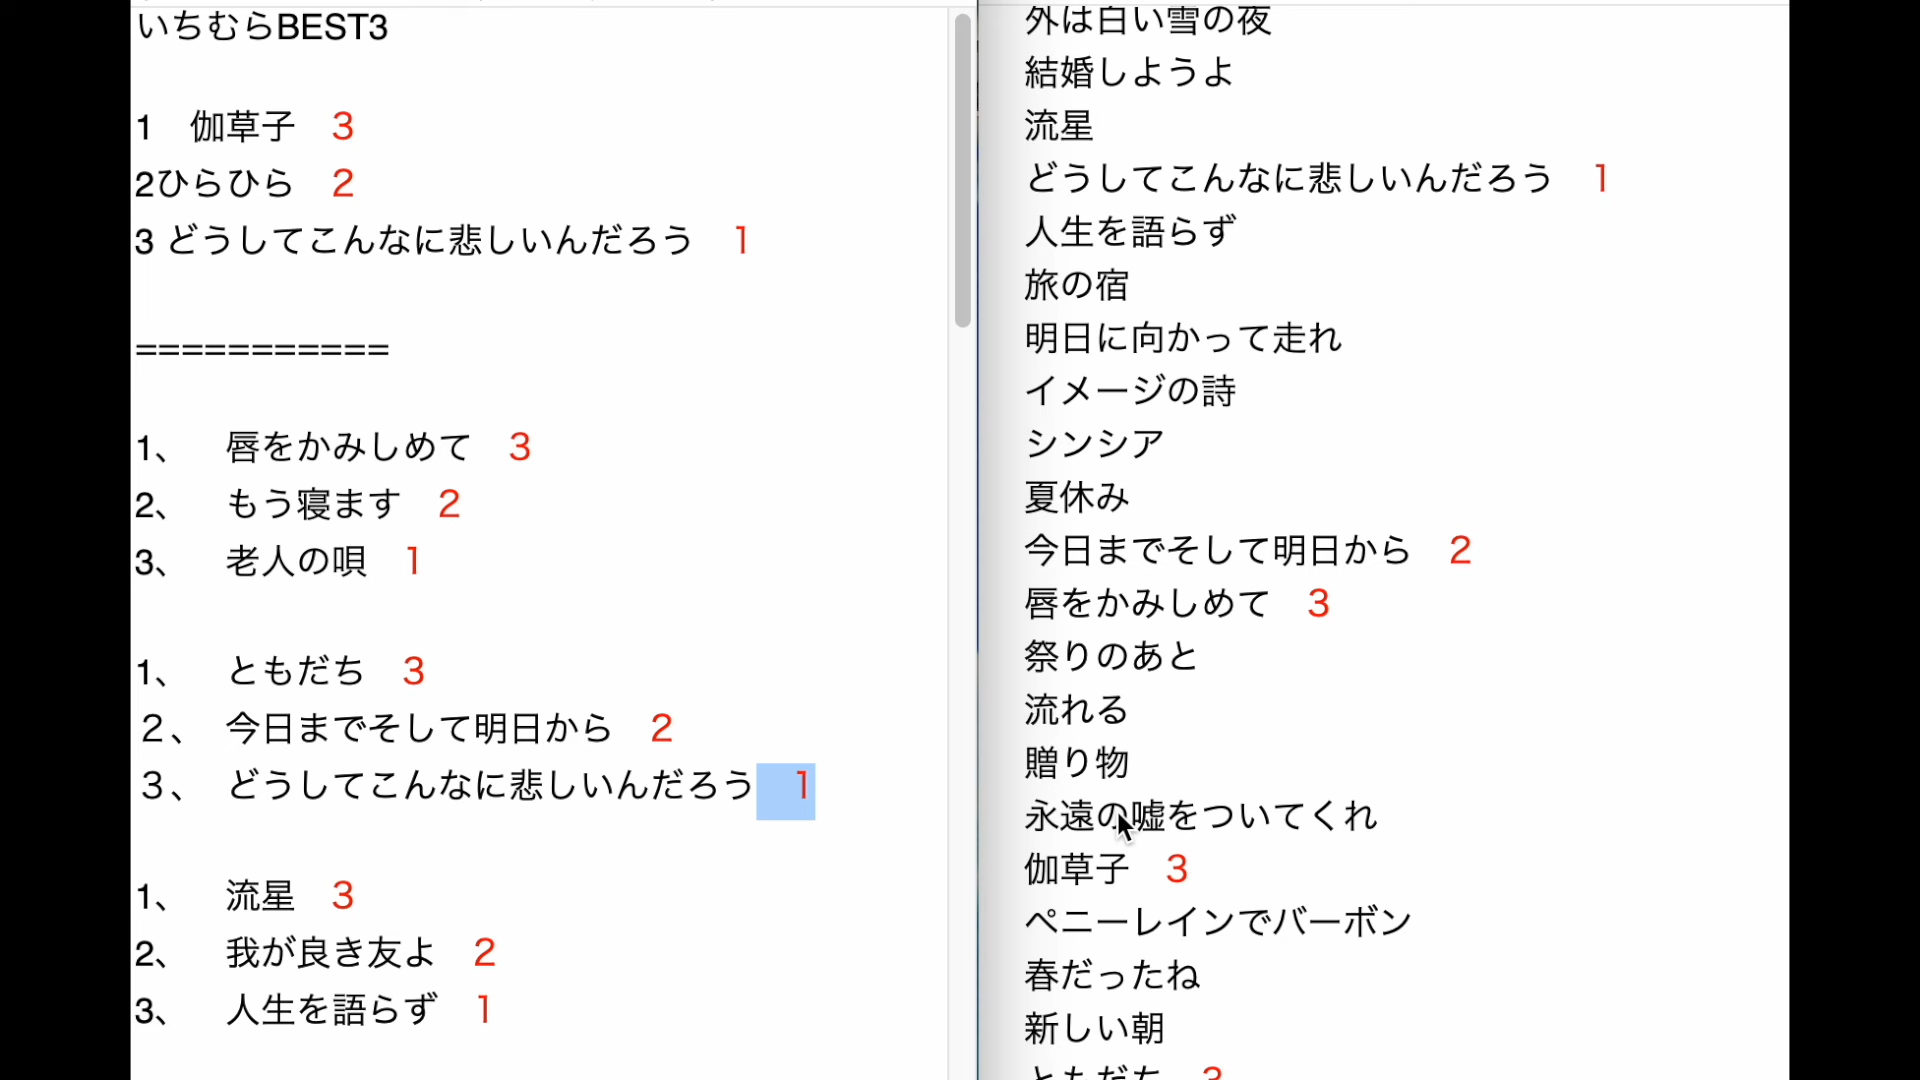 いちむらBEST3
1　伽草子　3
2ひらひら　2
3 どうしてこんなに悲しいんだろう　1
===========
1、　唇をかみしめて　3
2、　もう寝ます　2
3、　老人の唄　1
1、　ともだち　3
２、　今日までそして明日から　2
３、　どうしてこんなに悲しいんだろう　1
1、　流星　3
2、　我が良き友よ　2
3、　人生を語らず　1
外は白い雪の夜
結婚しようよ
流星
どうしてこんなに悲しいんだろう　1
人生を語らず
旅の宿
明日に向かって走れ
イメージの詩
シンシア
夏休み
今日までそして明日から　2
唇をかみしめて　3
祭りのあと
流れる
贈り物
永遠の嘘をついてくれ
伽草子　3
ペニーレインでバーボン
春だったね
新しい朝
ともだち　3